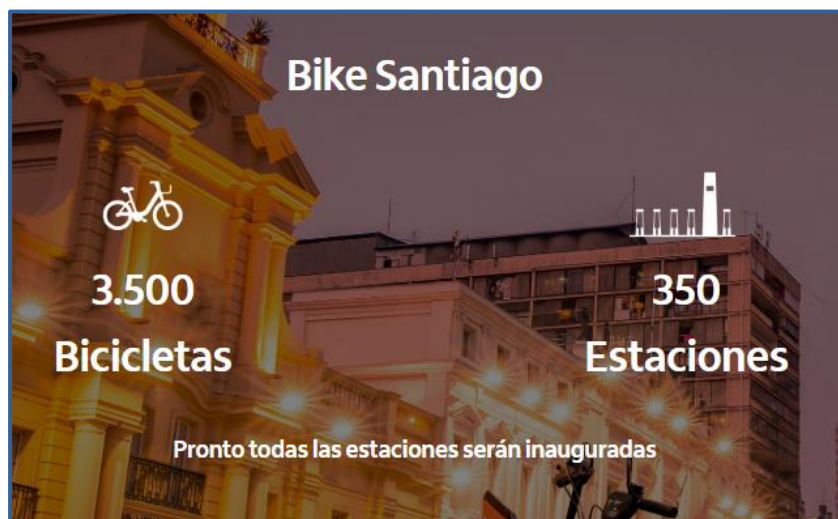 Bike Santiago
3.500
350
Bicicletas
Estaciones
Pronto todas las estaciones serán inauguradas